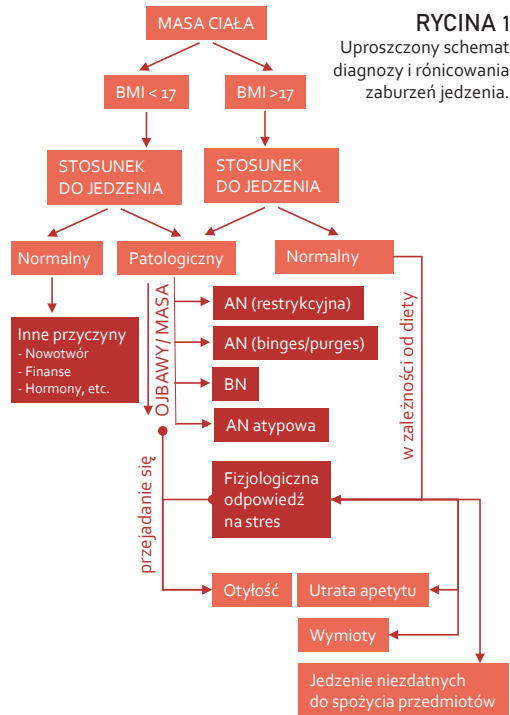 RYCINA 1
Uproszczony schemat
diagnozy i rónicowania
zaburzeń jedzenia.
MASA CIAŁA
BMI < 17
BMI >17
STOSUNEK
DO JEDZENIA
STOSUNEK
DO JEDZENIA
Normalny
Patologiczny
Normalny
Inne przyczyny
- Nowotwór
- Finanse
- Hormony, etc.
OJBAWY/ MASA
AN (restrykcyjna)
AN (binges/purges)
BN
AN atypowa
w zależności od diety
przejadanie się
Fizjologiczna
odpowiedź
na stres
Otyłość
Utrata apetytu
Wymioty
Jedzenie niezdatnych
do spożycia przedmiotów